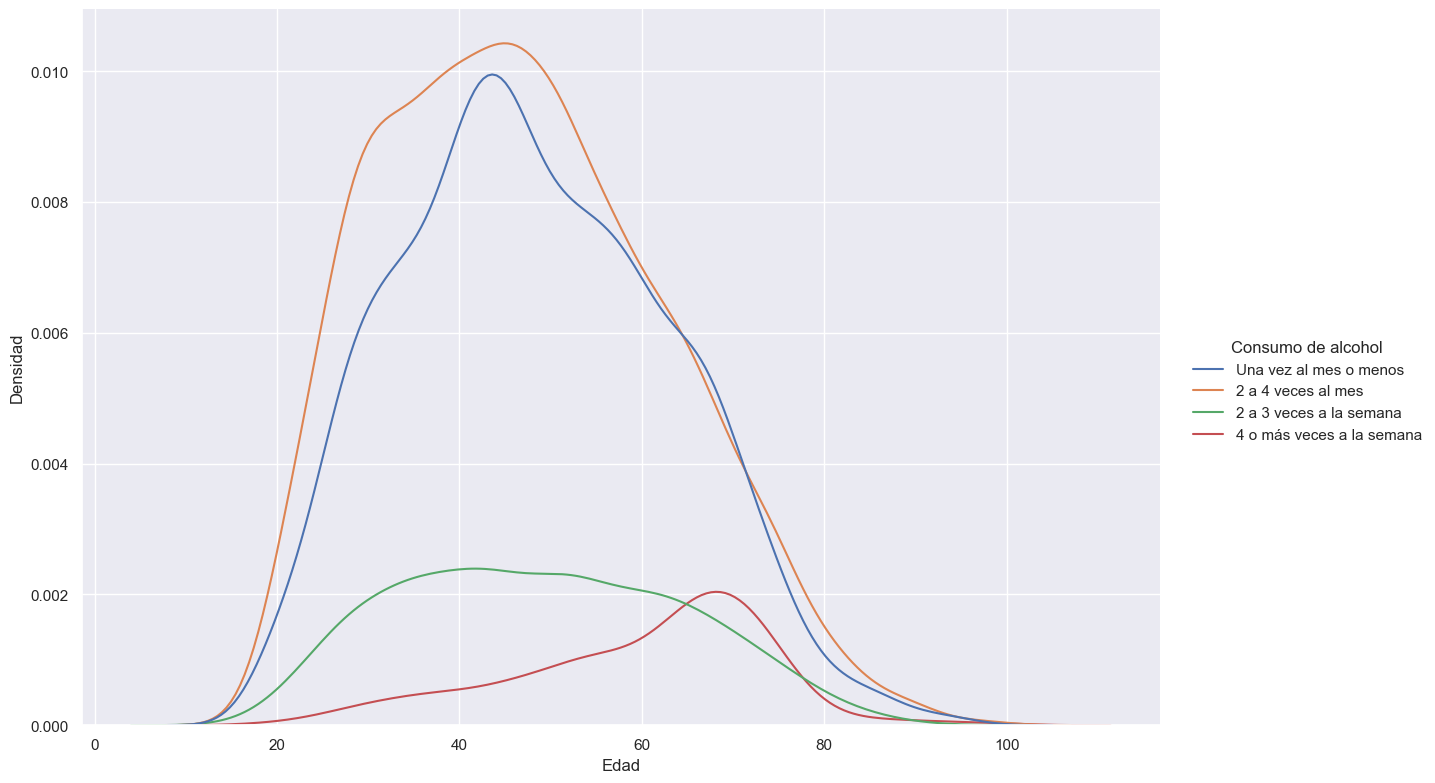 0.010
0.008
0.006
0.004
0.002
0.000
Densidad
0
20
40
60
80
100
Edad
Consumo de alcohol
Una vez al mes o menos
2 a 4 veces al mes
2 a 3 veces a la semana
4 o más veces a la semana